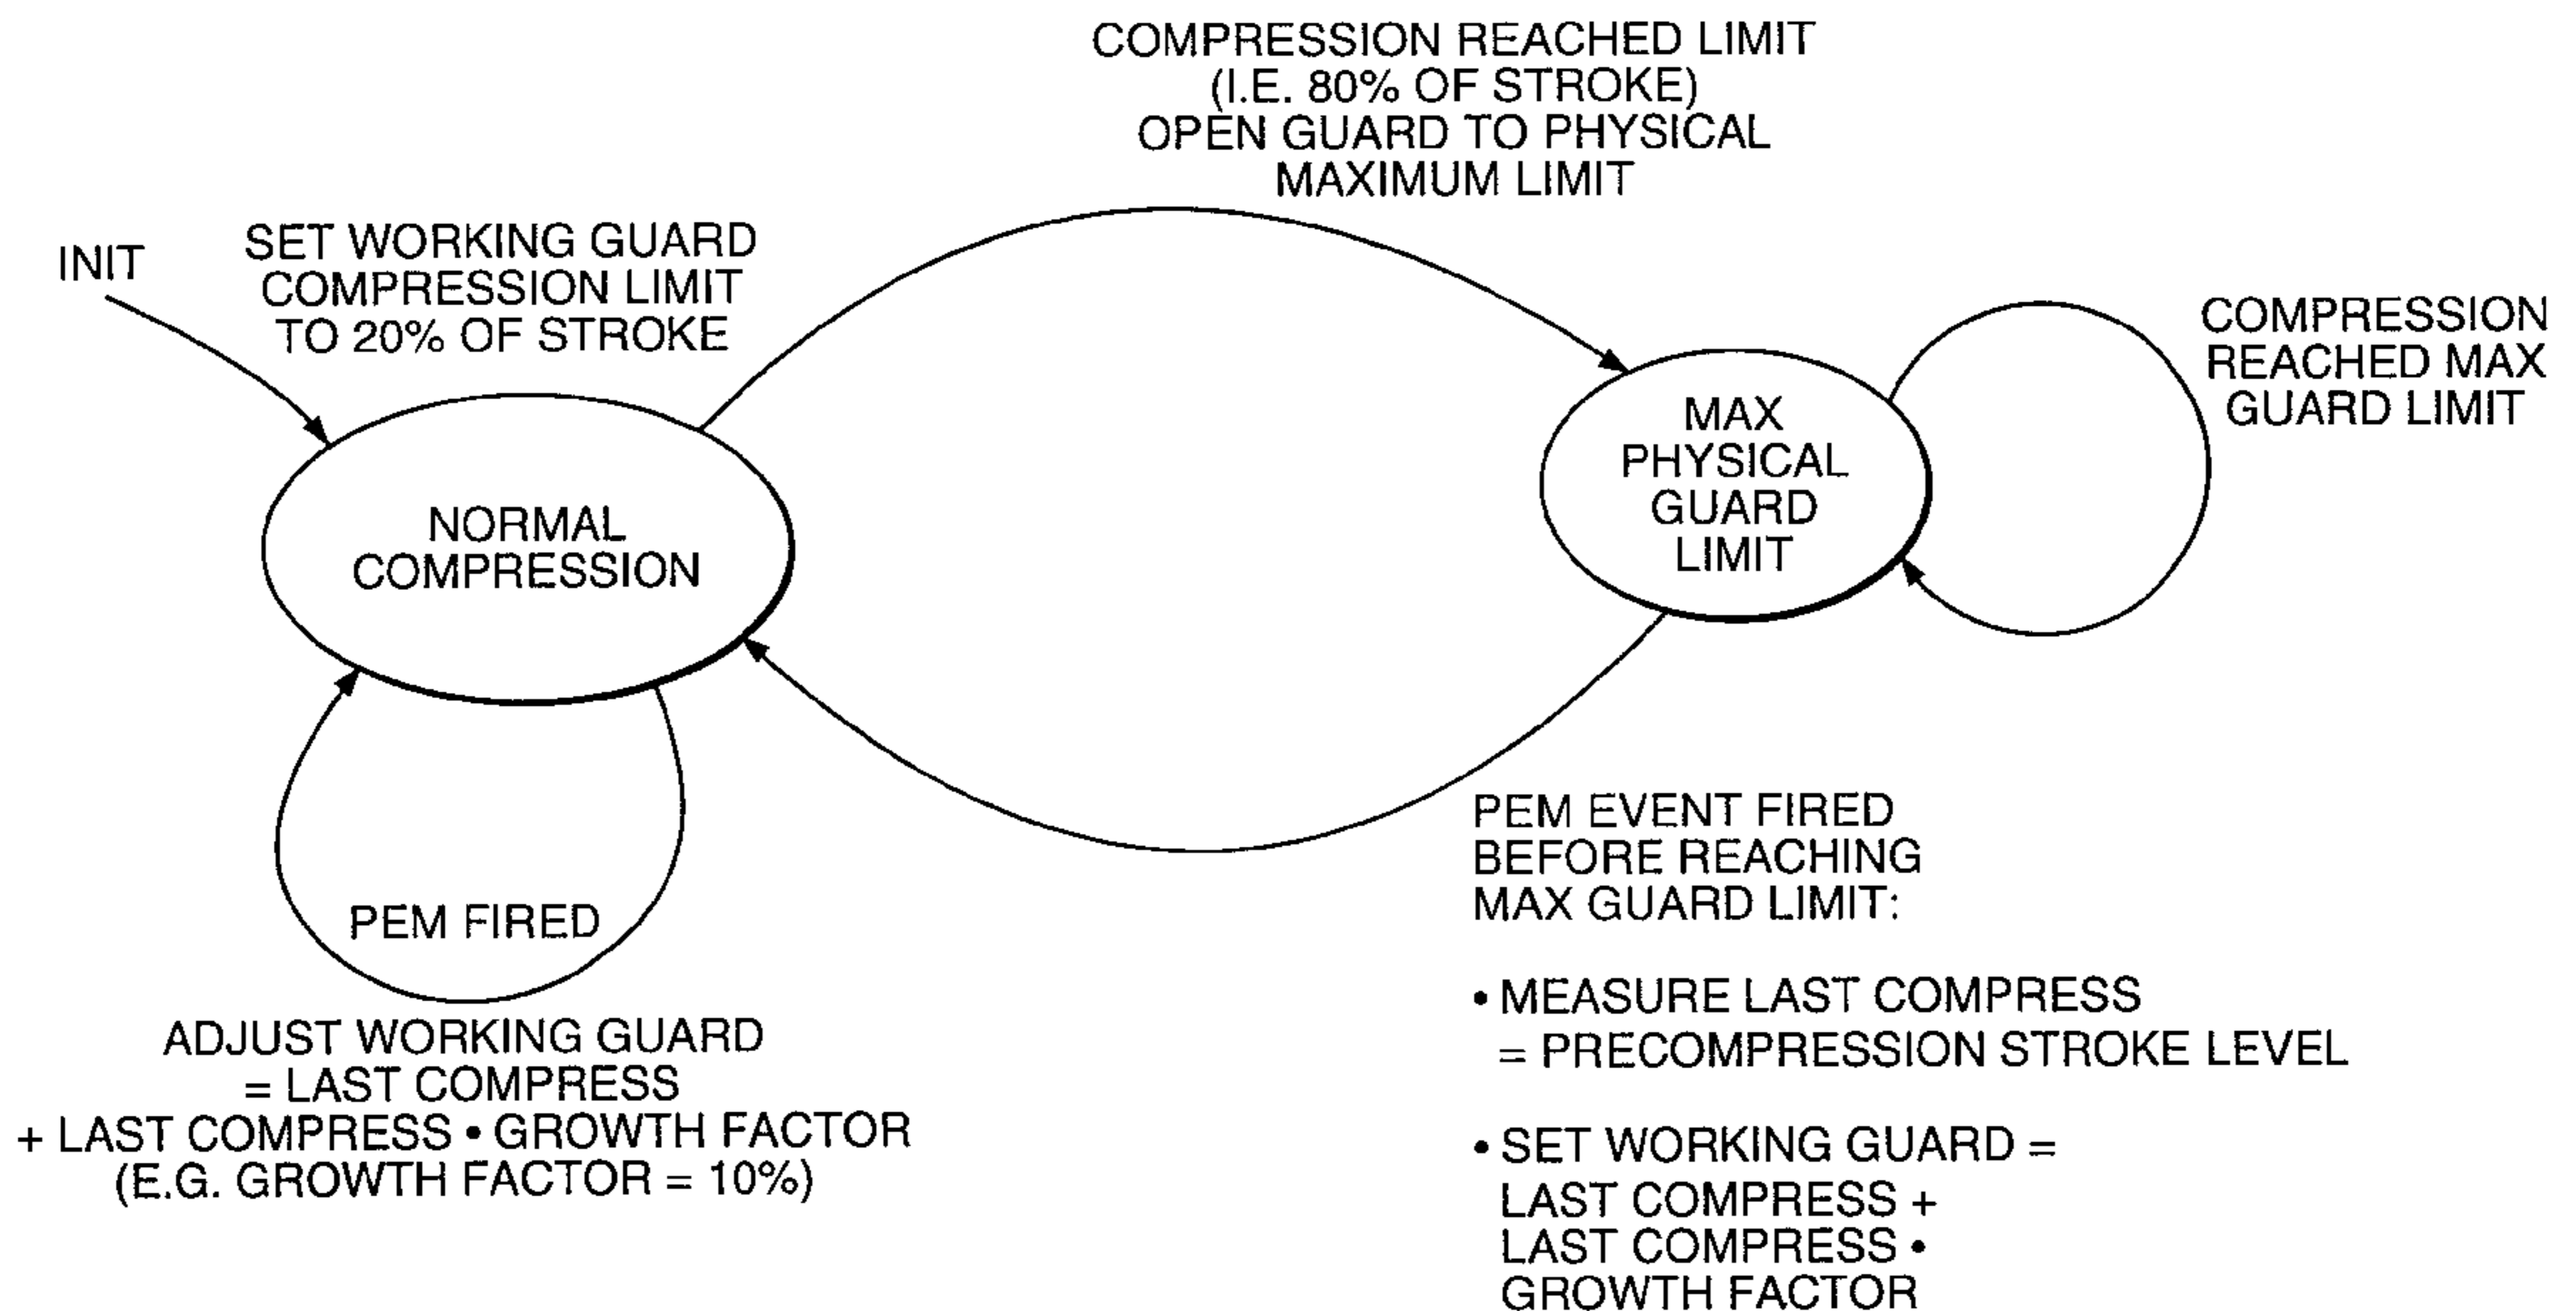 COMPRESSION REACHED LIMIT
(I.E. 80% OF STROKE)
OPEN GUARD TO PHYSICAL
MAXIMUM LIMIT
INIT
SET WORKING GUARD
COMPRESSION LIMIT
TO 20% OF STROKE
COMPRESSION
REACHED MAX
GUARD LIMIT
MAX
PHYSICAL
GUARD
LIMIT
NORMAL
COMPRESSION
PEM FIRED
ADJUST WORKING GUARD
= LAST COMPRESS
+ LAST COMPRESS • GROWTH FACTOR
(E.G. GROWTH FACTOR = 10%)
PEM EVENT FIRED
BEFORE REACHING
MAX GUARD LIMIT:
• MEASURE LAST COMPRESS
= PRECOMPRESSION STROKE LEVEL
• SET WORKING GUARD =
LAST COMPRESS +
LAST COMPRESS •
GROWTH FACTOR